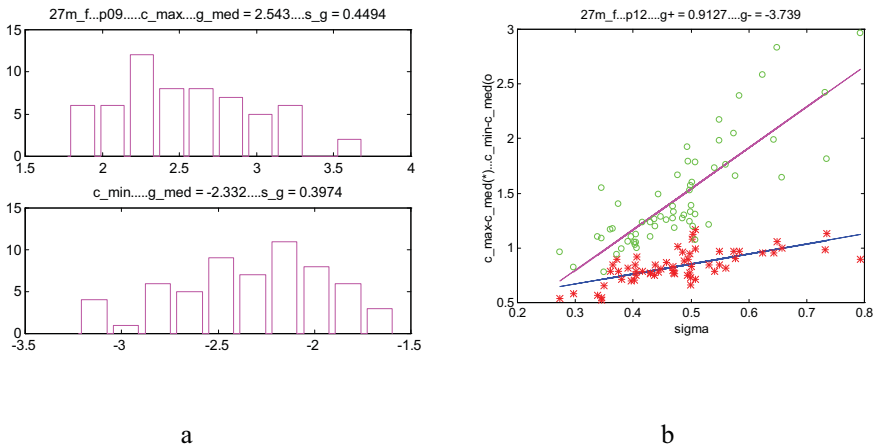 27m_f...p09.....c_max....g_med = 2.543....s_g = 0.4494
15
10
5
0
1.5 2 2.5 3 3.5 4
c_min.....g_med = -2.332....s_g = 0.3974
15
10
5
0
-3.5 -3 -2.5 -2 -1.5
a
27m_f...p12....g+ = 0.9127....g- = -3.739
c_max-c_med(*)...c_min-c_med(o
3
2.5
2
1.5
1
0.5
0.2 0.3 0.4 0.5 0.6 0.7 0.8
sigma
b